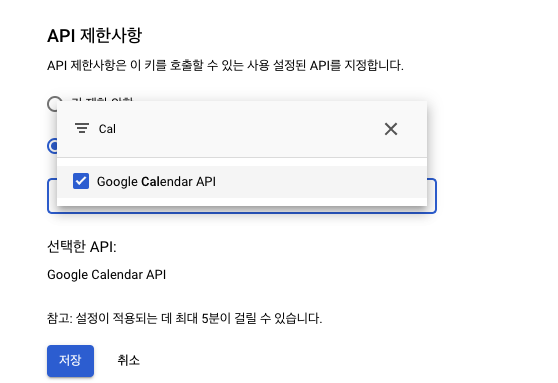 API 제한사항
API 제한사항은 이 키를 호출할 수 있는 사용 설정된 API를 지정합니다.
Cal
Google Calendar API
선택한 API:
Google Calendar API
참고: 설정이 적용되는 데 최대 5분이 걸릴 수 있습니다.
저장 취소